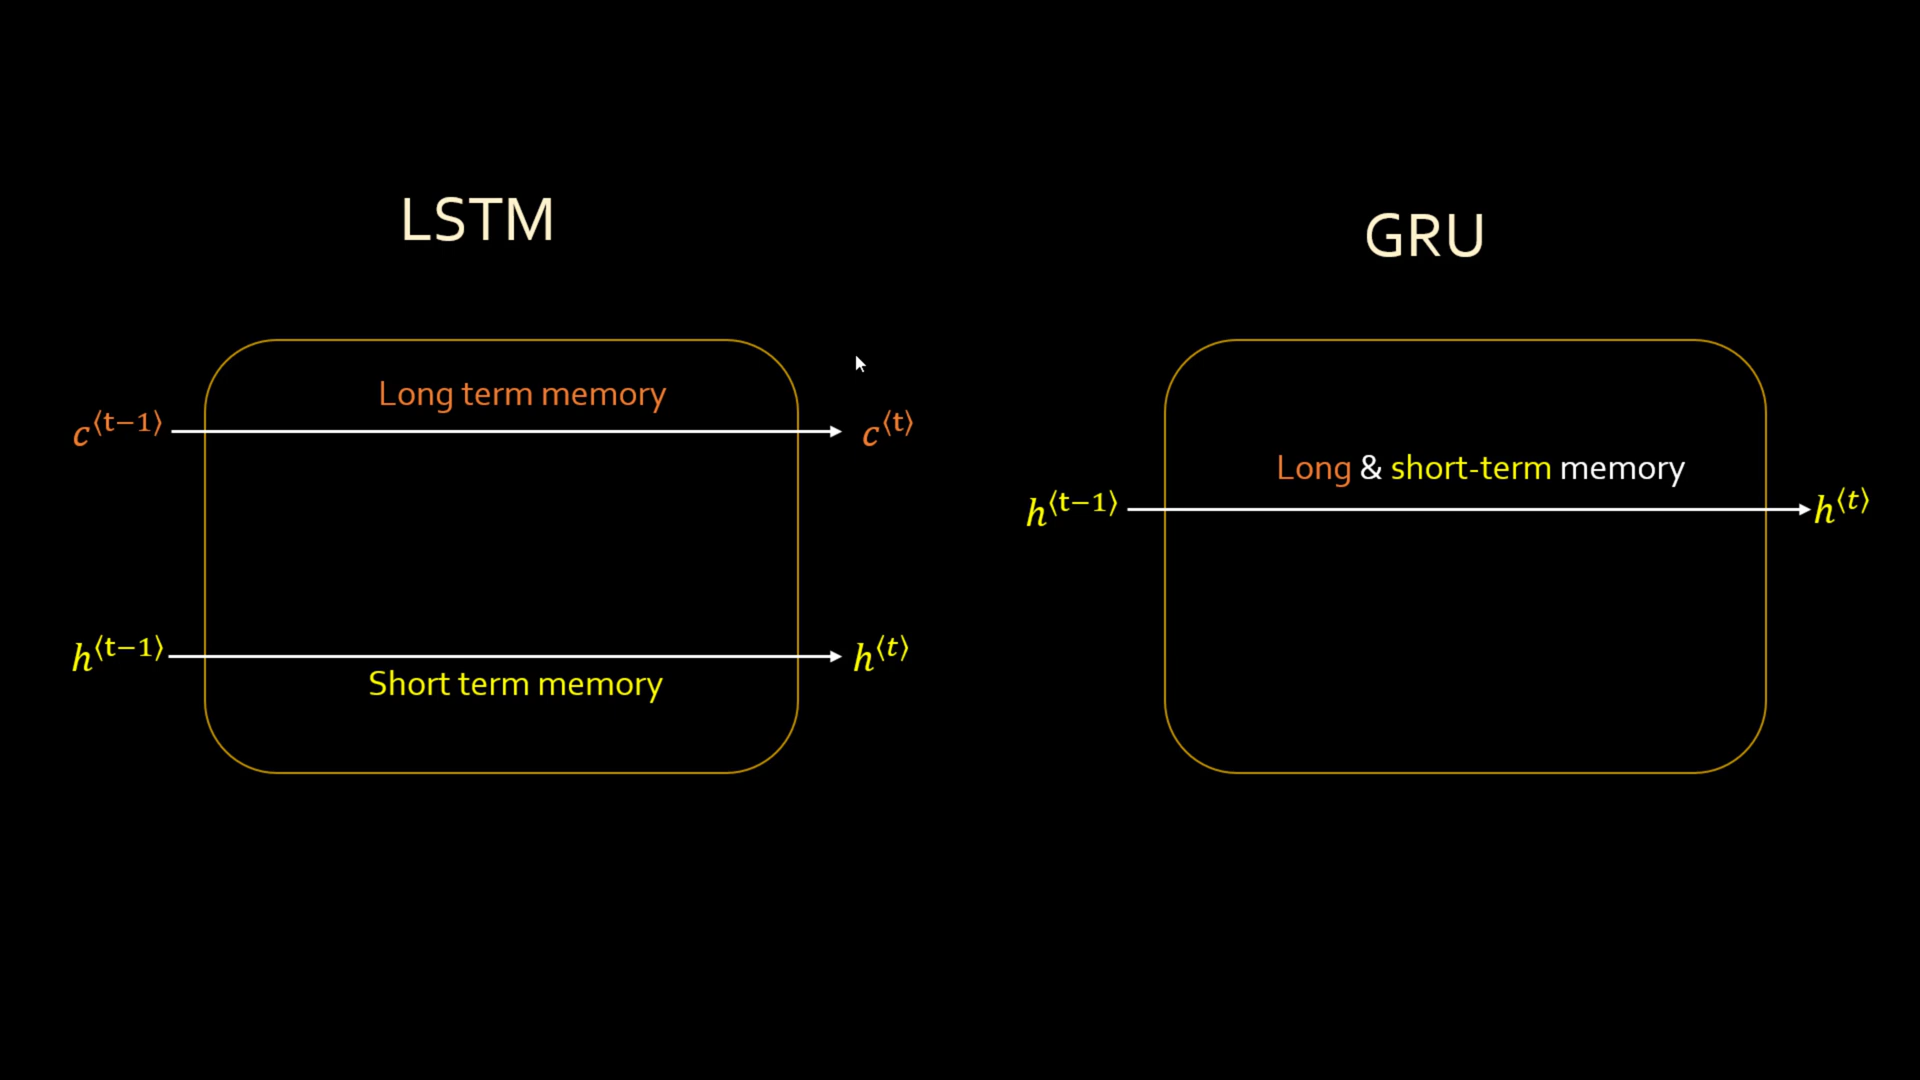 LSTM
Long term memory
c⟨t−1⟩
c⟨t⟩
h⟨t−1⟩
h⟨t⟩
Short term memory
GRU
Long & short-term memory
h⟨t−1⟩
h⟨t⟩